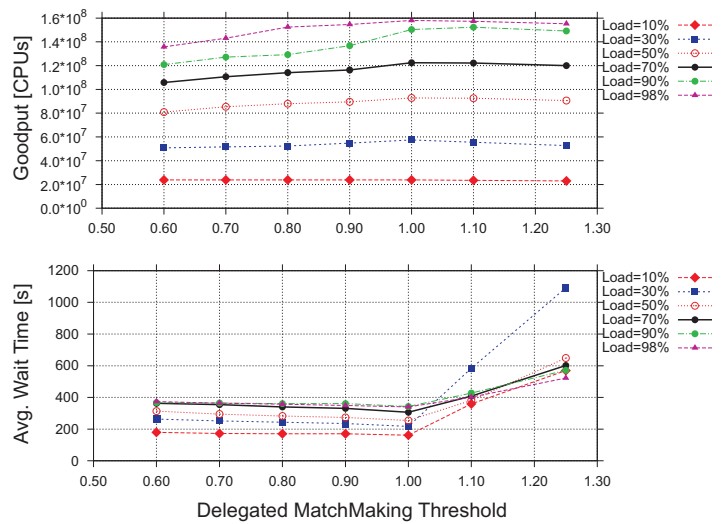 Goodput [CPUs]
1.6*10^8
1.4*10^8
1.2*10^8
1.0*10^8
8.0*10^7
6.0*10^7
4.0*10^7
2.0*10^7
0.0*10^0
0.50 0.60 0.70 0.80 0.90 1.00 1.10 1.20 1.30
Load=10%
Load=30%
Load=50%
Load=70%
Load=90%
Load=98%
Avg. Wait Time [s]
1200
1000
800
600
400
200
0
0.50 0.60 0.70 0.80 0.90 1.00 1.10 1.20 1.30
Load=10%
Load=30%
Load=50%
Load=70%
Load=90%
Load=98%
Delegated MatchMaking Threshold